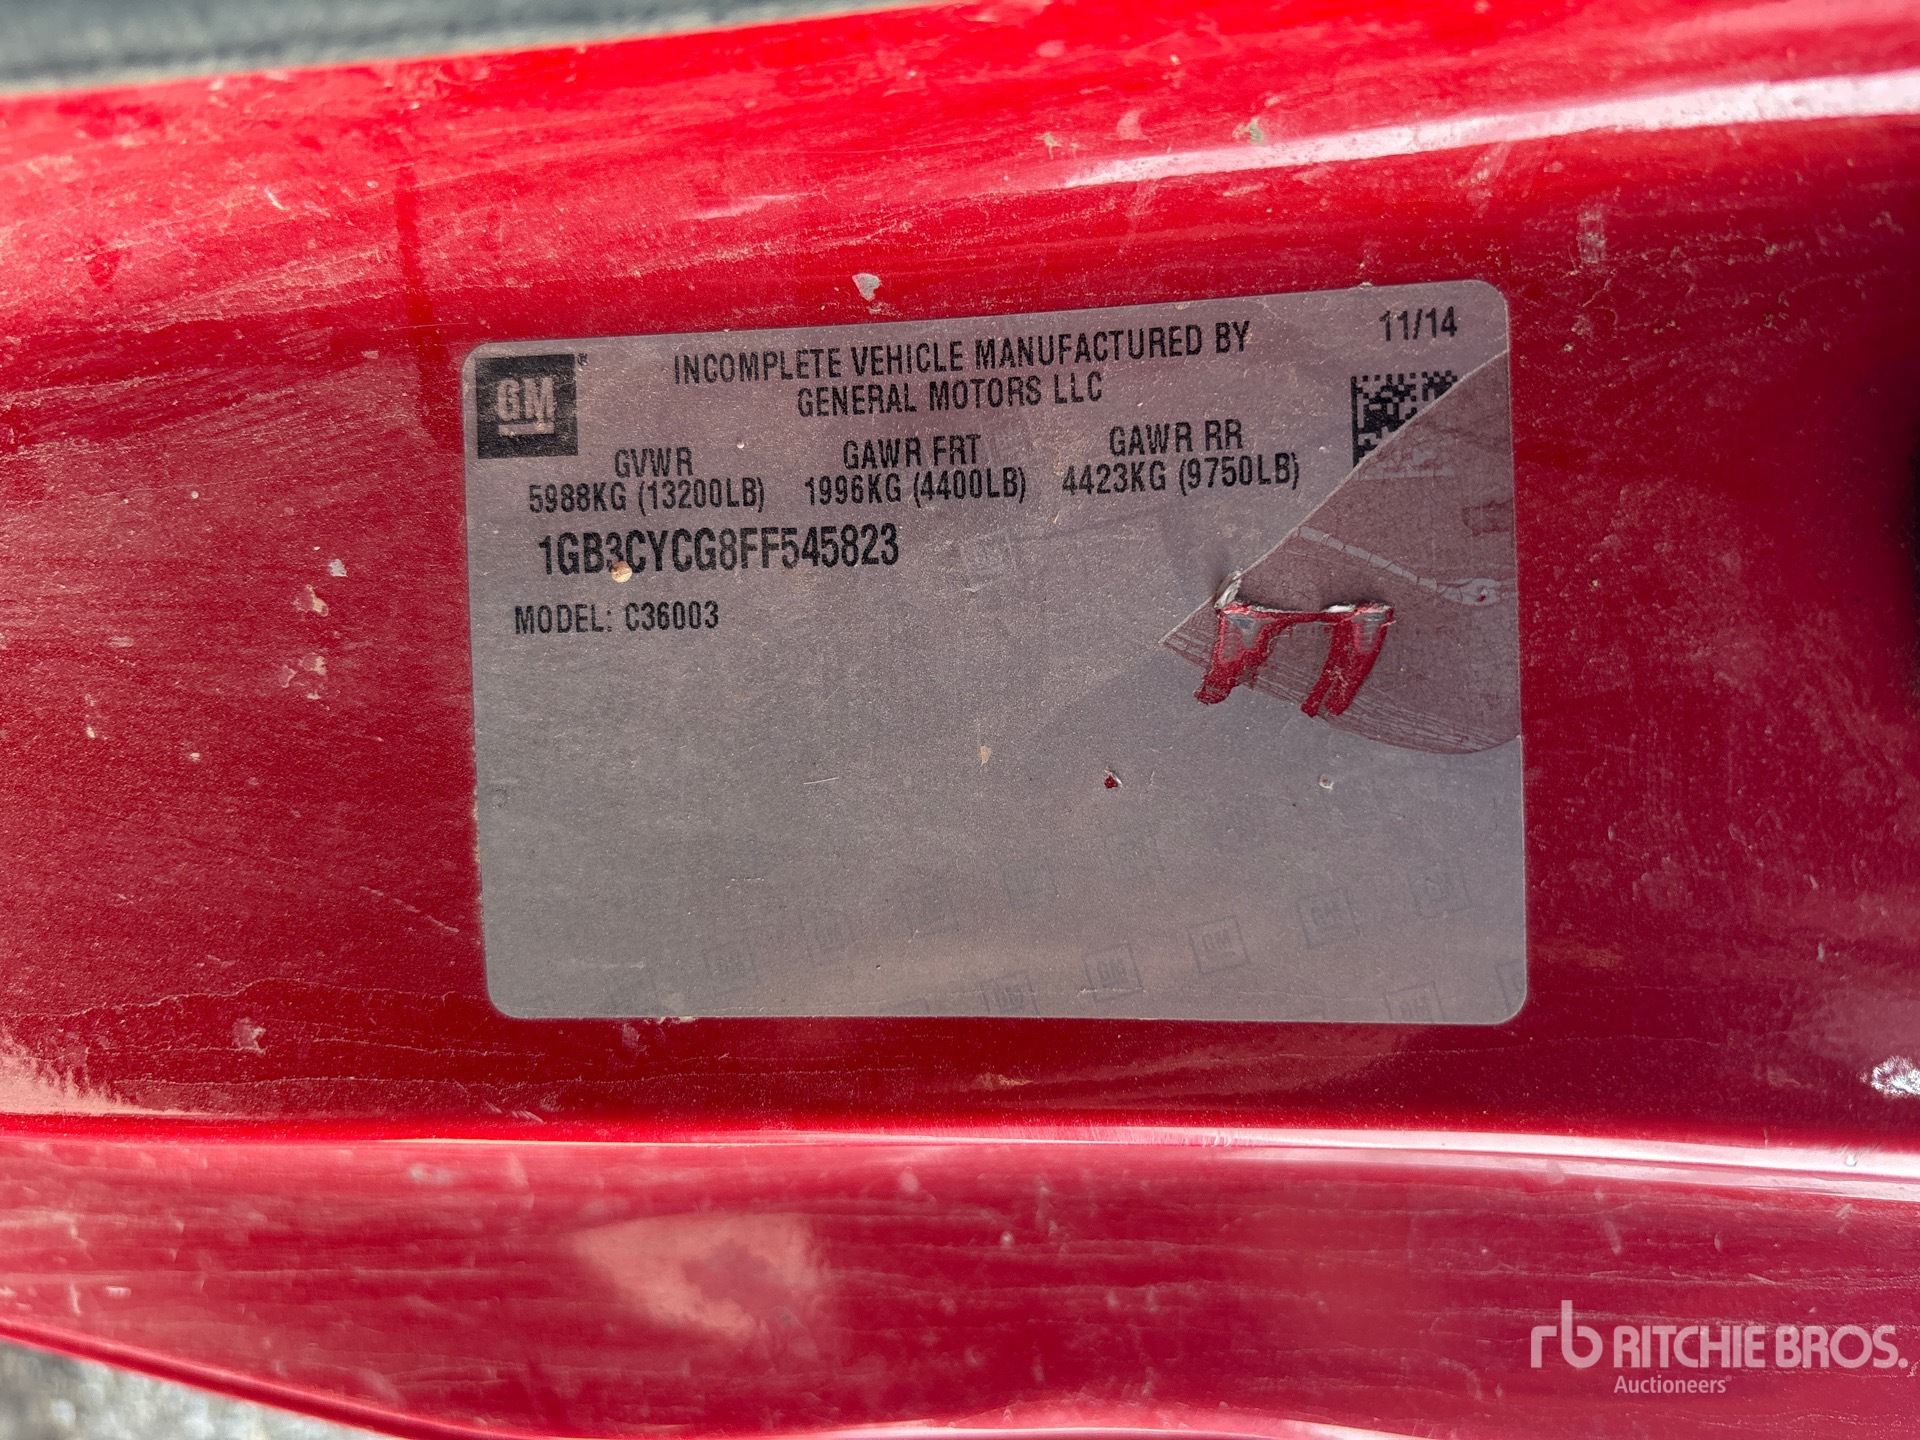 GM
INCOMPLETE VEHICLE MANUFACTURED BY
GENERAL MOTORS LLC
11/14
GVWR
5988KG (13200LB)
GAWR FRT
1996KG (4400LB)
GAWR RR
4423KG (9750LB)
1GB3CYCG8FF545823
MODEL: C36003
rb RITCHIE BROS.
Auctioneers